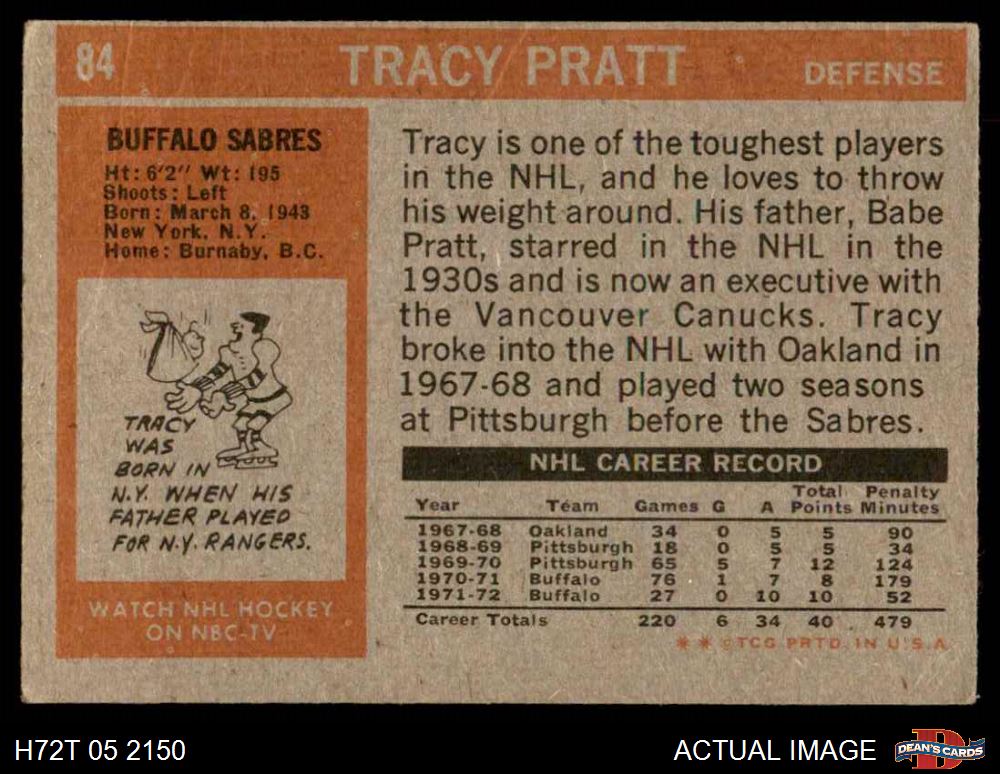 84
TRACY PRATT
DEFENSE
BUFFALO SABRES
Ht: 6'2" Wt: 195
Shoots: Left
Born: March 8, 1943
New York, N.Y.
Home: Burnaby, B.C.
TRACY
WAS
BORN IN
N.Y. WHEN HIS
FATHER PLAYED
FOR N.Y. RANGERS.
WATCH NHL HOCKEY
ON NBC-TV
Tracy is one of the toughest players
in the NHL, and he loves to throw
his weight around. His father, Babe
Pratt, starred in the NHL in the
1930s and is now an executive with
the Vancouver Canucks. Tracy
broke into the NHL with Oakland in
1967-68 and played two seasons
at Pittsburgh before the Sabres.
NHL CAREER RECORD
Year Team Games G A Total Points Penalty Minutes
1967-68 Oakland 34 0 5 5 90
1968-69 Pittsburgh 18 0 5 5 34
1969-70 Pittsburgh 65 5 7 12 124
1970-71 Buffalo 76 1 7 8 179
1971-72 Buffalo 27 0 10 10 52
Career Totals 220 6 34 40 479
* * ©TCG PRTD. IN U.S.A.
H72T 05 2150
ACTUAL IMAGE
DEAN'S CARDS